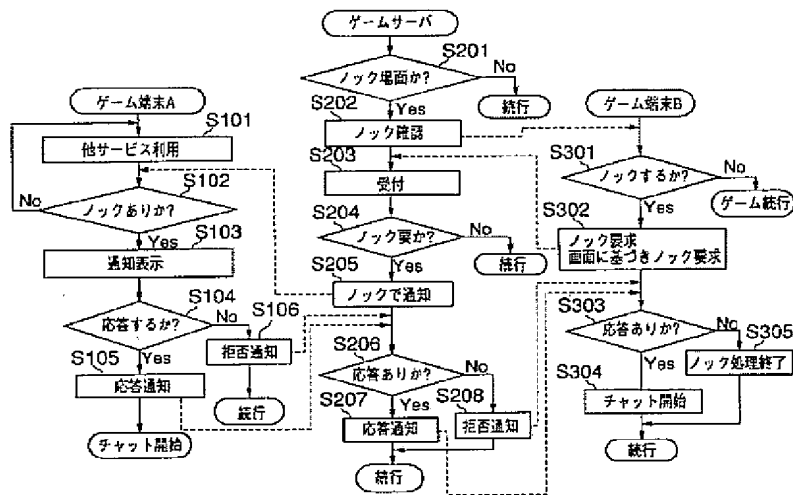 ゲームサーバ
S201
ノック場面か?
No
続行
Yes
S202
ノック確認
S203
受付
S204
ノック要か?
No
続行
Yes
S205
ノックで通知
S206
応答ありか?
No
Yes
S207
応答通知
S208
拒否通知
続行
ゲーム端末A
S101
他サービス利用
S102
ノックありか?
No
Yes
S103
通知表示
S104
応答するか?
No
S106
拒否通知
続行
Yes
S105
応答通知
チャット開始
ゲーム端末B
S301
ノックするか?
No
ゲーム続行
Yes
S302
ノック要求
画面に基づきノック要求
S303
応答ありか?
No
S305
ノック処理終了
Yes
S304
チャット開始
続行